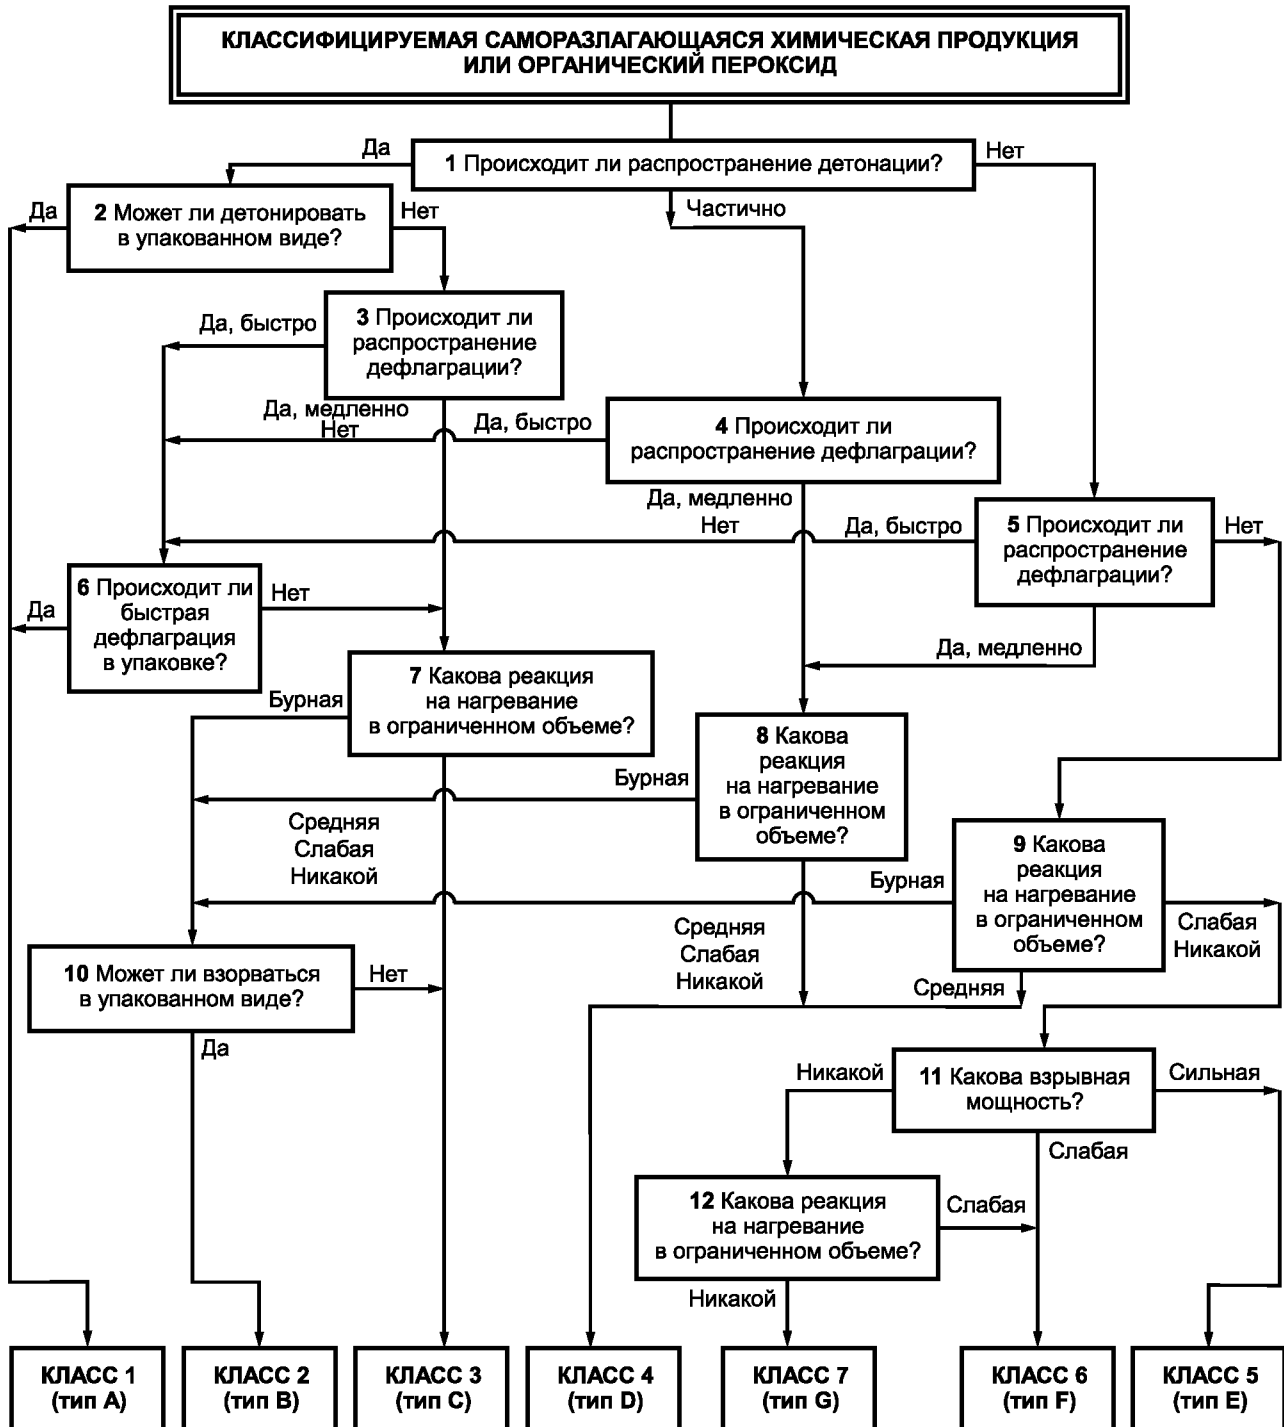 КЛАССИФИЦИРУЕМАЯ САМОРАЗЛАГАЮЩАЯСЯ ХИМИЧЕСКАЯ ПРОДУКЦИЯ
ИЛИ ОРГАНИЧЕСКИЙ ПЕРОКСИД
Да
1 Происходит ли распространение детонации?
Нет
Частично
Да
2 Может ли детонировать
в упакованном виде?
Нет
Да, быстро
3 Происходит ли
распространение
дефлаграции?
Да, медленно
Нет
Да, быстро
4 Происходит ли
распространение дефлаграции?
Да, медленно
Нет
Да, быстро
5 Происходит ли
распространение
дефлаграции?
Нет
Да, медленно
Да
6 Происходит ли
быстрая
дефлаграция
в упаковке?
Нет
Бурная
7 Какова реакция
на нагревание
в ограниченном объеме?
Средняя
Слабая
Никакой
Бурная
8 Какова
реакция
на нагревание
в ограниченном
объеме?
Средняя
Слабая
Никакой
Бурная
9 Какова
реакция
на нагревание
в ограниченном
объеме?
Слабая
Никакой
Средняя
10 Может ли взорваться
в упакованном виде?
Нет
Да
Никакой
11 Какова взрывная
мощность?
Сильная
Слабая
12 Какова реакция
на нагревание
в ограниченном объеме?
Слабая
Никакой
КЛАСС 1
(тип A)
КЛАСС 2
(тип B)
КЛАСС 3
(тип C)
КЛАСС 4
(тип D)
КЛАСС 7
(тип G)
КЛАСС 6
(тип F)
КЛАСС 5
(тип E)